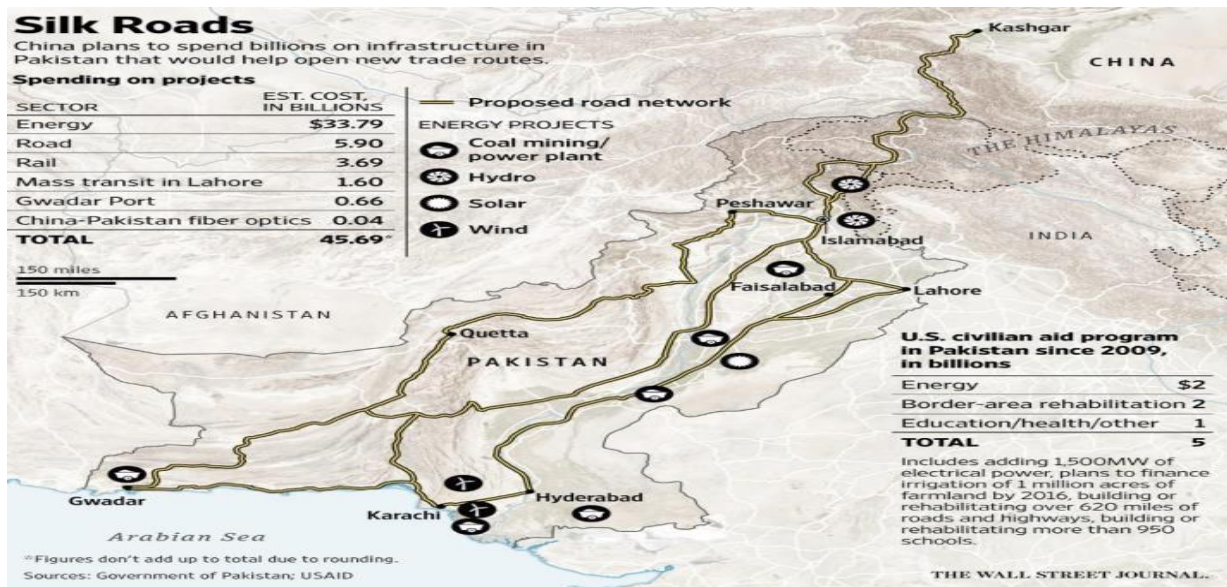 Silk Roads
China plans to spend billions on infrastructure in
Pakistan that would help open new trade routes.
Spending on projects
SECTOR EST. COST, IN BILLIONS
Energy $33.79
Road 5.90
Rail 3.69
Mass transit in Lahore 1.60
Gwadar Port 0.66
China-Pakistan fiber optics 0.04
TOTAL 45.69*
150 miles
150 km
Proposed road network
ENERGY PROJECTS
Coal mining/
power plant
Hydro
Solar
Wind
Kashgar
CHINA
THE HIMALAYAS
Peshawar
Islamabad
INDIA
Faisalabad
Lahore
AFGHANISTAN
Quetta
PAKISTAN
Gwadar
Karachi
Hyderabad
Arabian Sea
U.S. civilian aid program
in Pakistan since 2009,
in billions
Energy $2
Border-area rehabilitation 2
Education/health/other 1
TOTAL 5
Includes adding 1,500MW of
electrical power, plans to finance
irrigation of 1 million acres of
farmland by 2016, building or
rehabilitating over 620 miles of
roads and highways, building or
rehabilitating more than 950
schools.
*Figures don't add up to total due to rounding.
Sources: Government of Pakistan; USAID
THE WALL STREET JOURNAL.